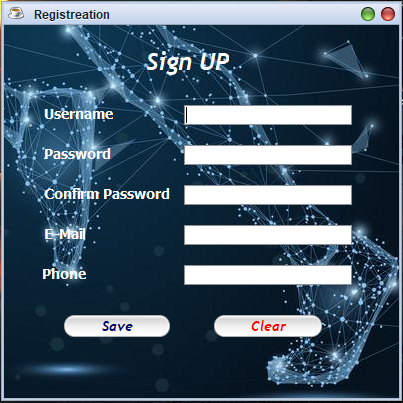 Registreation
Sign UP
Username
Password
Confirm Password
E-Mail
Phone
Save Clear